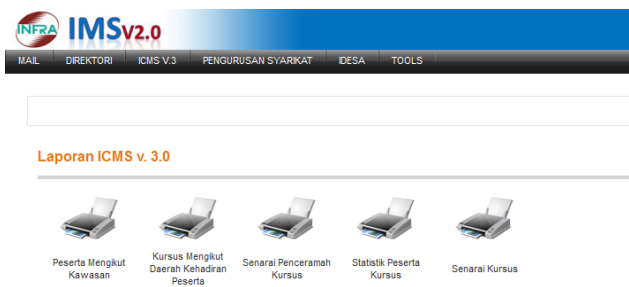 INFRA IMSv2.0
MAIL DIREKTORI ICMS V.3 PENGURUSAN SYARIKAT IDESA TOOLS
Laporan ICMS v. 3.0
Peserta Mengikut
Kawasan
Kursus Mengikut
Daerah Kehadiran
Peserta
Senarai Penceramah
Kursus
Statistik Peserta
Kursus
Senarai Kursus